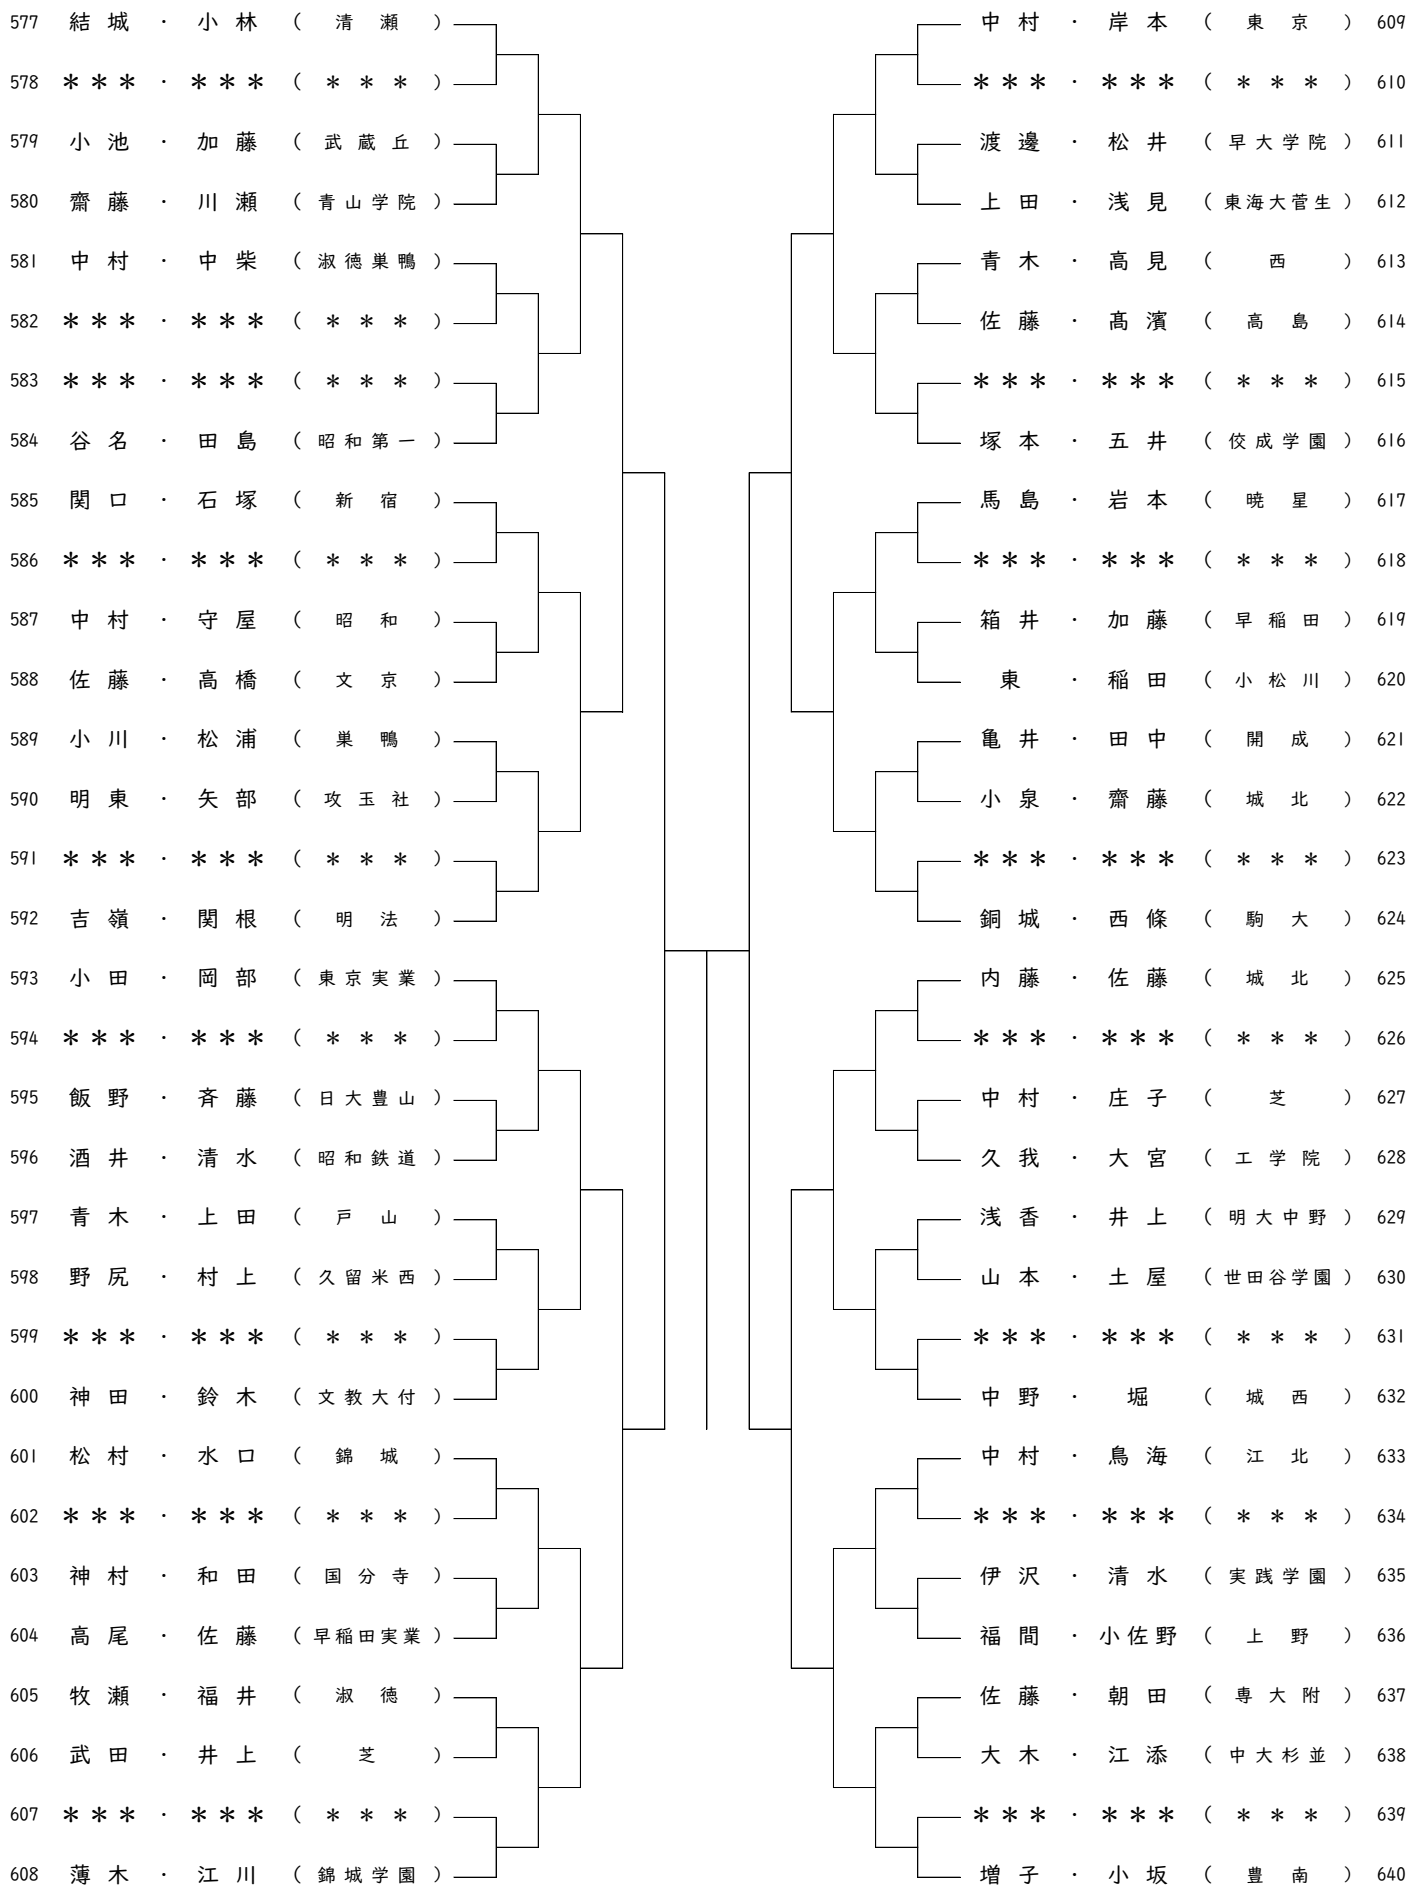 577 結城 ・ 小林 ( 清瀬 )
578 *** ・ *** ( *** )
579 小池 ・ 加藤 ( 武蔵丘 )
580 齋藤 ・ 川瀬 ( 青山学院 )
581 中村 ・ 中柴 ( 淑徳巣鴨 )
582 *** ・ *** ( *** )
583 *** ・ *** ( *** )
584 谷名 ・ 田島 ( 昭和第一 )
585 関口 ・ 石塚 ( 新宿 )
586 *** ・ *** ( *** )
587 中村 ・ 守屋 ( 昭和 )
588 佐藤 ・ 高橋 ( 文京 )
589 小川 ・ 松浦 ( 巣鴨 )
590 明東 ・ 矢部 ( 攻玉社 )
591 *** ・ *** ( *** )
592 吉嶺 ・ 関根 ( 明法 )
593 小田 ・ 岡部 ( 東京実業 )
594 *** ・ *** ( *** )
595 飯野 ・ 斉藤 ( 日大豊山 )
596 酒井 ・ 清水 ( 昭和鉄道 )
597 青木 ・ 上田 ( 戸山 )
598 野尻 ・ 村上 ( 久留米西 )
599 *** ・ *** ( *** )
600 神田 ・ 鈴木 ( 文教大付 )
601 松村 ・ 水口 ( 錦城 )
602 *** ・ *** ( *** )
603 神村 ・ 和田 ( 国分寺 )
604 高尾 ・ 佐藤 ( 早稲田実業 )
605 牧瀬 ・ 福井 ( 淑徳 )
606 武田 ・ 井上 ( 芝 )
607 *** ・ *** ( *** )
608 薄木 ・ 江川 ( 錦城学園 )
中村 ・ 岸本 ( 東京 ) 609
*** ・ *** ( *** ) 610
渡邊 ・ 松井 ( 早大学院 ) 611
上田 ・ 浅見 ( 東海大菅生 ) 612
青木 ・ 高見 ( 西 ) 613
佐藤 ・ 髙濱 ( 高島 ) 614
*** ・ *** ( *** ) 615
塚本 ・ 五井 ( 佼成学園 ) 616
馬島 ・ 岩本 ( 暁星 ) 617
*** ・ *** ( *** ) 618
箱井 ・ 加藤 ( 早稲田 ) 619
東 ・ 稲田 ( 小松川 ) 620
亀井 ・ 田中 ( 開成 ) 621
小泉 ・ 齋藤 ( 城北 ) 622
*** ・ *** ( *** ) 623
銅城 ・ 西條 ( 駒大 ) 624
内藤 ・ 佐藤 ( 城北 ) 625
*** ・ *** ( *** ) 626
中村 ・ 庄子 ( 芝 ) 627
久我 ・ 大宮 ( 工学院 ) 628
浅香 ・ 井上 ( 明大中野 ) 629
山本 ・ 土屋 ( 世田谷学園 ) 630
*** ・ *** ( *** ) 631
中野 ・ 堀 ( 城西 ) 632
中村 ・ 鳥海 ( 江北 ) 633
*** ・ *** ( *** ) 634
伊沢 ・ 清水 ( 実践学園 ) 635
福間 ・ 小佐野 ( 上野 ) 636
佐藤 ・ 朝田 ( 専大附 ) 637
大木 ・ 江添 ( 中大杉並 ) 638
*** ・ *** ( *** ) 639
増子 ・ 小坂 ( 豊南 ) 640